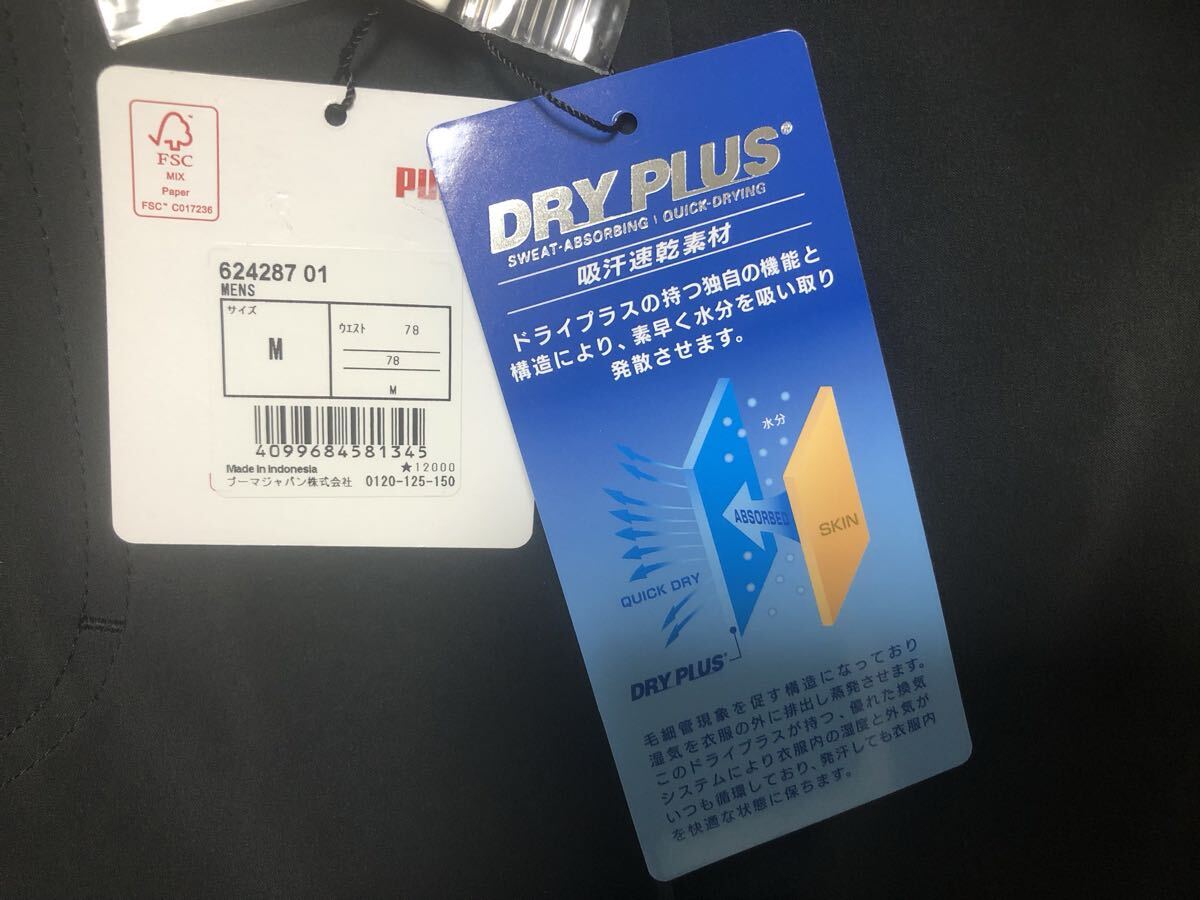 FSC
MIX
Paper
FSC™ C017236
624287 01
MENS
サイズ
M
ウエスト 78
78
M
4099684581345
Made in Indonesia
★12000
プーマジャパン株式会社 0120-125-150
DRY PLUS®
SWEAT-ABSORBING | QUICK-DRYING
吸汗速乾素材
ドライプラスの持つ独自の機能と
構造により、素早く水分を吸い取り
発散させます。
水分
ABSORBED
SKIN
QUICK DRY
DRY PLUS®
毛細管現象を促す構造になっており
湿気を衣服の外に排出し蒸発させます。
このドライプラスが持つ、優れた換気
システムにより衣服内の湿度と外気が
いつも循環しており、発汗しても衣服内
を快適な状態に保ちます。